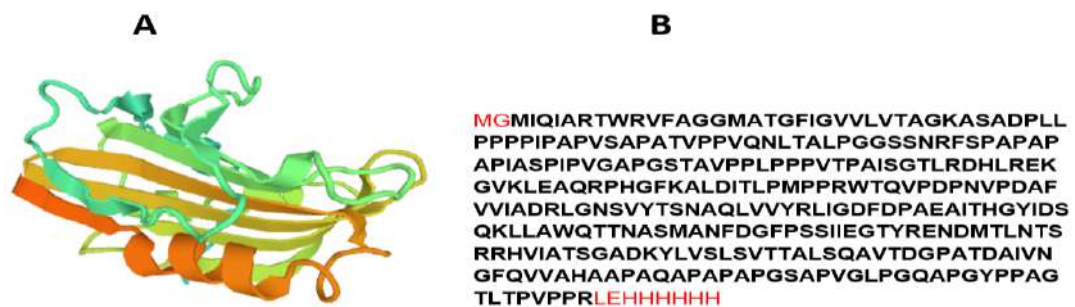 A
B
MGMIQIARTWRVFAGGMATGFIGVVLVTAGKASADPLL
PPPPIPAPVSAPATVPPVQNLTALPGGSSNRFSPAPAP
APIASPIPVGAPGSTAVPPLPPPVTPAISGTLRDHLREK
GVKLEAQRPHGFKALDITLPMPPRWTQVPDPNVPDAF
VVIADRLGNSVYTSNAQLVVYRLIGDFDPAEAITHGYIDS
QKLLAWQTTNASMANFDGFPSSIIEGTYRENDMTLNTS
RRHVIATSGADKYLVSLSVTTALSQAVTDGPATDAIVN
GFQVVAHAAPAQAPAPAPGSAPVGLPGQAPGYPPAG
TLTPVPPRLEHHHHHH